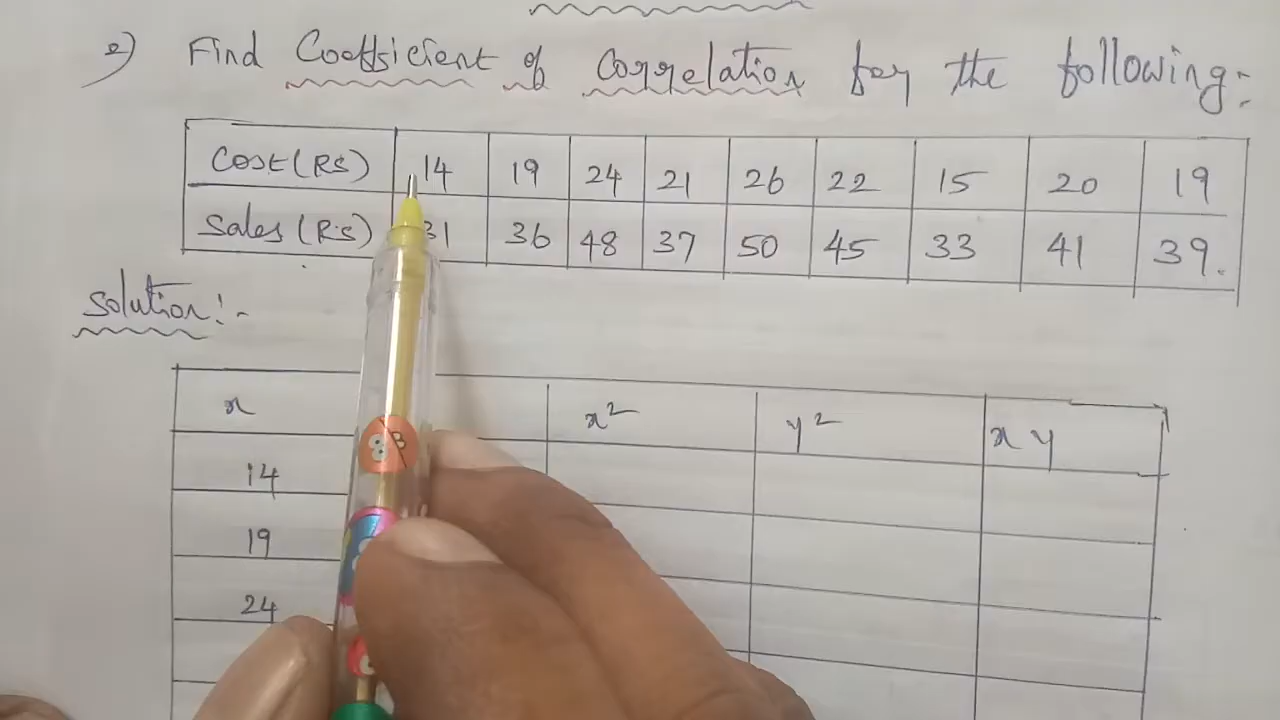 2) Find Coefficient of Correlation for the following:
Cost (RS) 14 19 24 21 26 22 15 20 19
Sales (RS) 31 36 48 37 50 45 33 41 39.
Solution:-
x x² y² xy
14
19
24